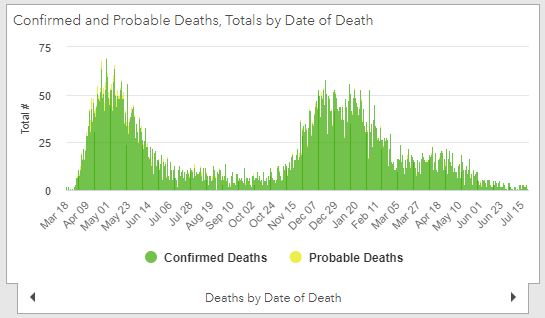 Confirmed and Probable Deaths, Totals by Date of Death
75
50
25
0
Total #
Mar 18
Apr 09
May 01
May 23
Jun 14
Jul 06
Jul 28
Aug 19
Sep 10
Oct 02
Oct 24
Nov 15
Dec 07
Dec 29
Jan 20
Feb 11
Mar 05
Mar 27
Apr 18
May 10
Jun 01
Jun 23
Jul 15
Confirmed Deaths
Probable Deaths
Deaths by Date of Death